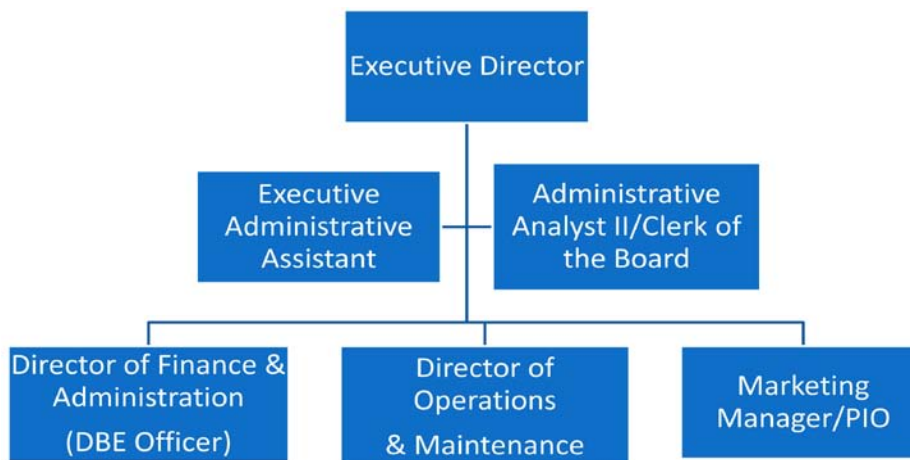 Executive Director
Executive
Administrative
Assistant
Administrative
Analyst II/Clerk of
the Board
Director of Finance &
Administration
(DBE Officer)
Director of
Operations
& Maintenance
Marketing
Manager/PIO